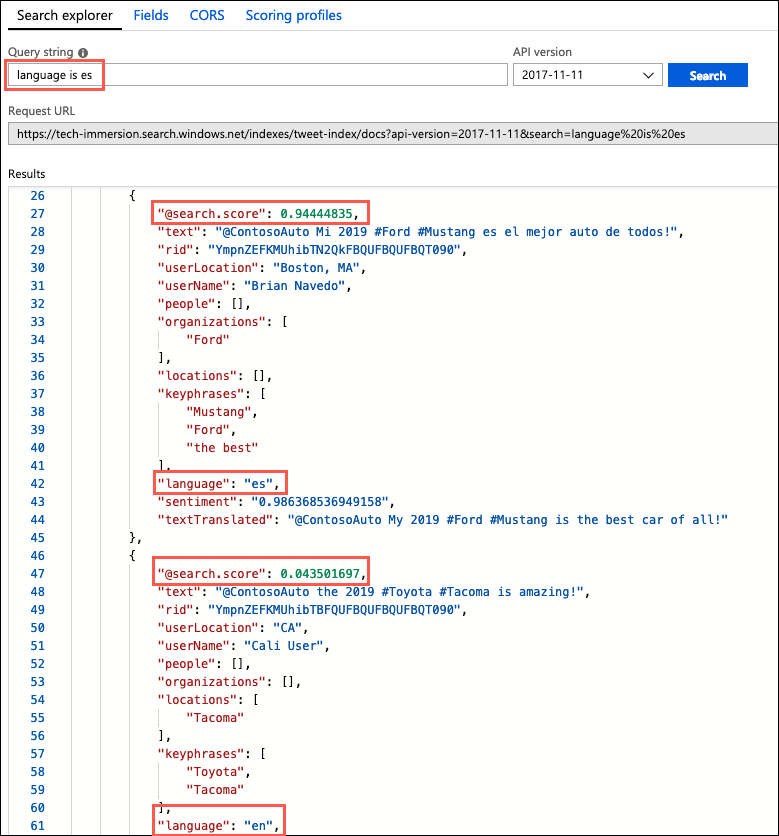 Search explorer Fields CORS Scoring profiles
Query string API version
language is es 2017-11-11 Search
Request URL
https://tech-immersion.search.windows.net/indexes/tweet-index/docs?api-version=2017-11-11&search=language%20is%20es
Results
26 {
27 "@search.score": 0.94444835,
28 "text": "@ContosoAuto Mi 2019 #Ford #Mustang es el mejor auto de todos!",
29 "rid": "YmpnZEFKMUhibTN2QkFBQUFBQUFBQT090",
30 "userLocation": "Boston, MA",
31 "userName": "Brian Navedo",
32 "people": [],
33 "organizations": [
34 "Ford"
35 ],
36 "locations": [],
37 "keyphrases": [
38 "Mustang",
39 "Ford",
40 "the best"
41 ],
42 "language": "es",
43 "sentiment": "0.986368536949158",
44 "textTranslated": "@ContosoAuto My 2019 #Ford #Mustang is the best car of all!"
45 },
46 {
47 "@search.score": 0.043501697,
48 "text": "@ContosoAuto the 2019 #Toyota #Tacoma is amazing!",
49 "rid": "YmpnZEFKMUhibTBFQUFBQUFBQUFBQT090",
50 "userLocation": "CA",
51 "userName": "Cali User",
52 "people": [],
53 "organizations": [],
54 "locations": [
55 "Tacoma"
56 ],
57 "keyphrases": [
58 "Toyota",
59 "Tacoma"
60 ],
61 "language": "en",